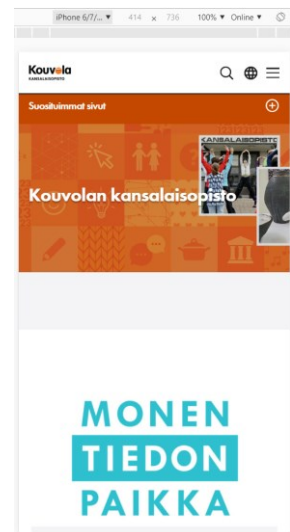 iPhone 6/7/... ▼ 414 x 736 100% ▼ Online ▼
Kouvola
KANSALAISOPISTO
Suosituimmat sivut
KANSALAISOPISTO
Kouvolan kansalaisopisto
MONEN
TIEDON
PAIKKA